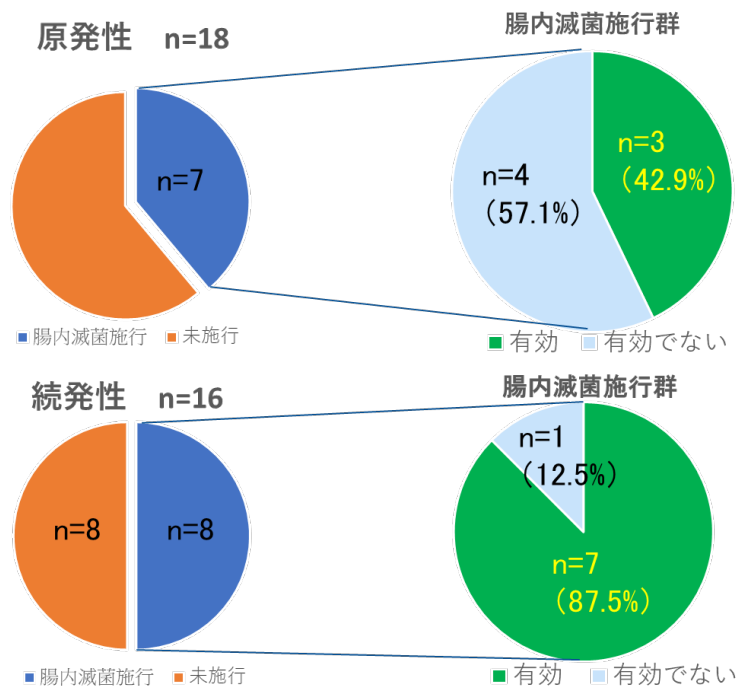 原発性 n=18
腸内滅菌施行群
n=7
n=3
（42.9%）
n=4
（57.1%）
腸内滅菌施行 未施行
有効 有効でない
続発性 n=16
腸内滅菌施行群
n=8
n=8
n=1
（12.5%）
n=7
（87.5%）
腸内滅菌施行 未施行
有効 有効でない